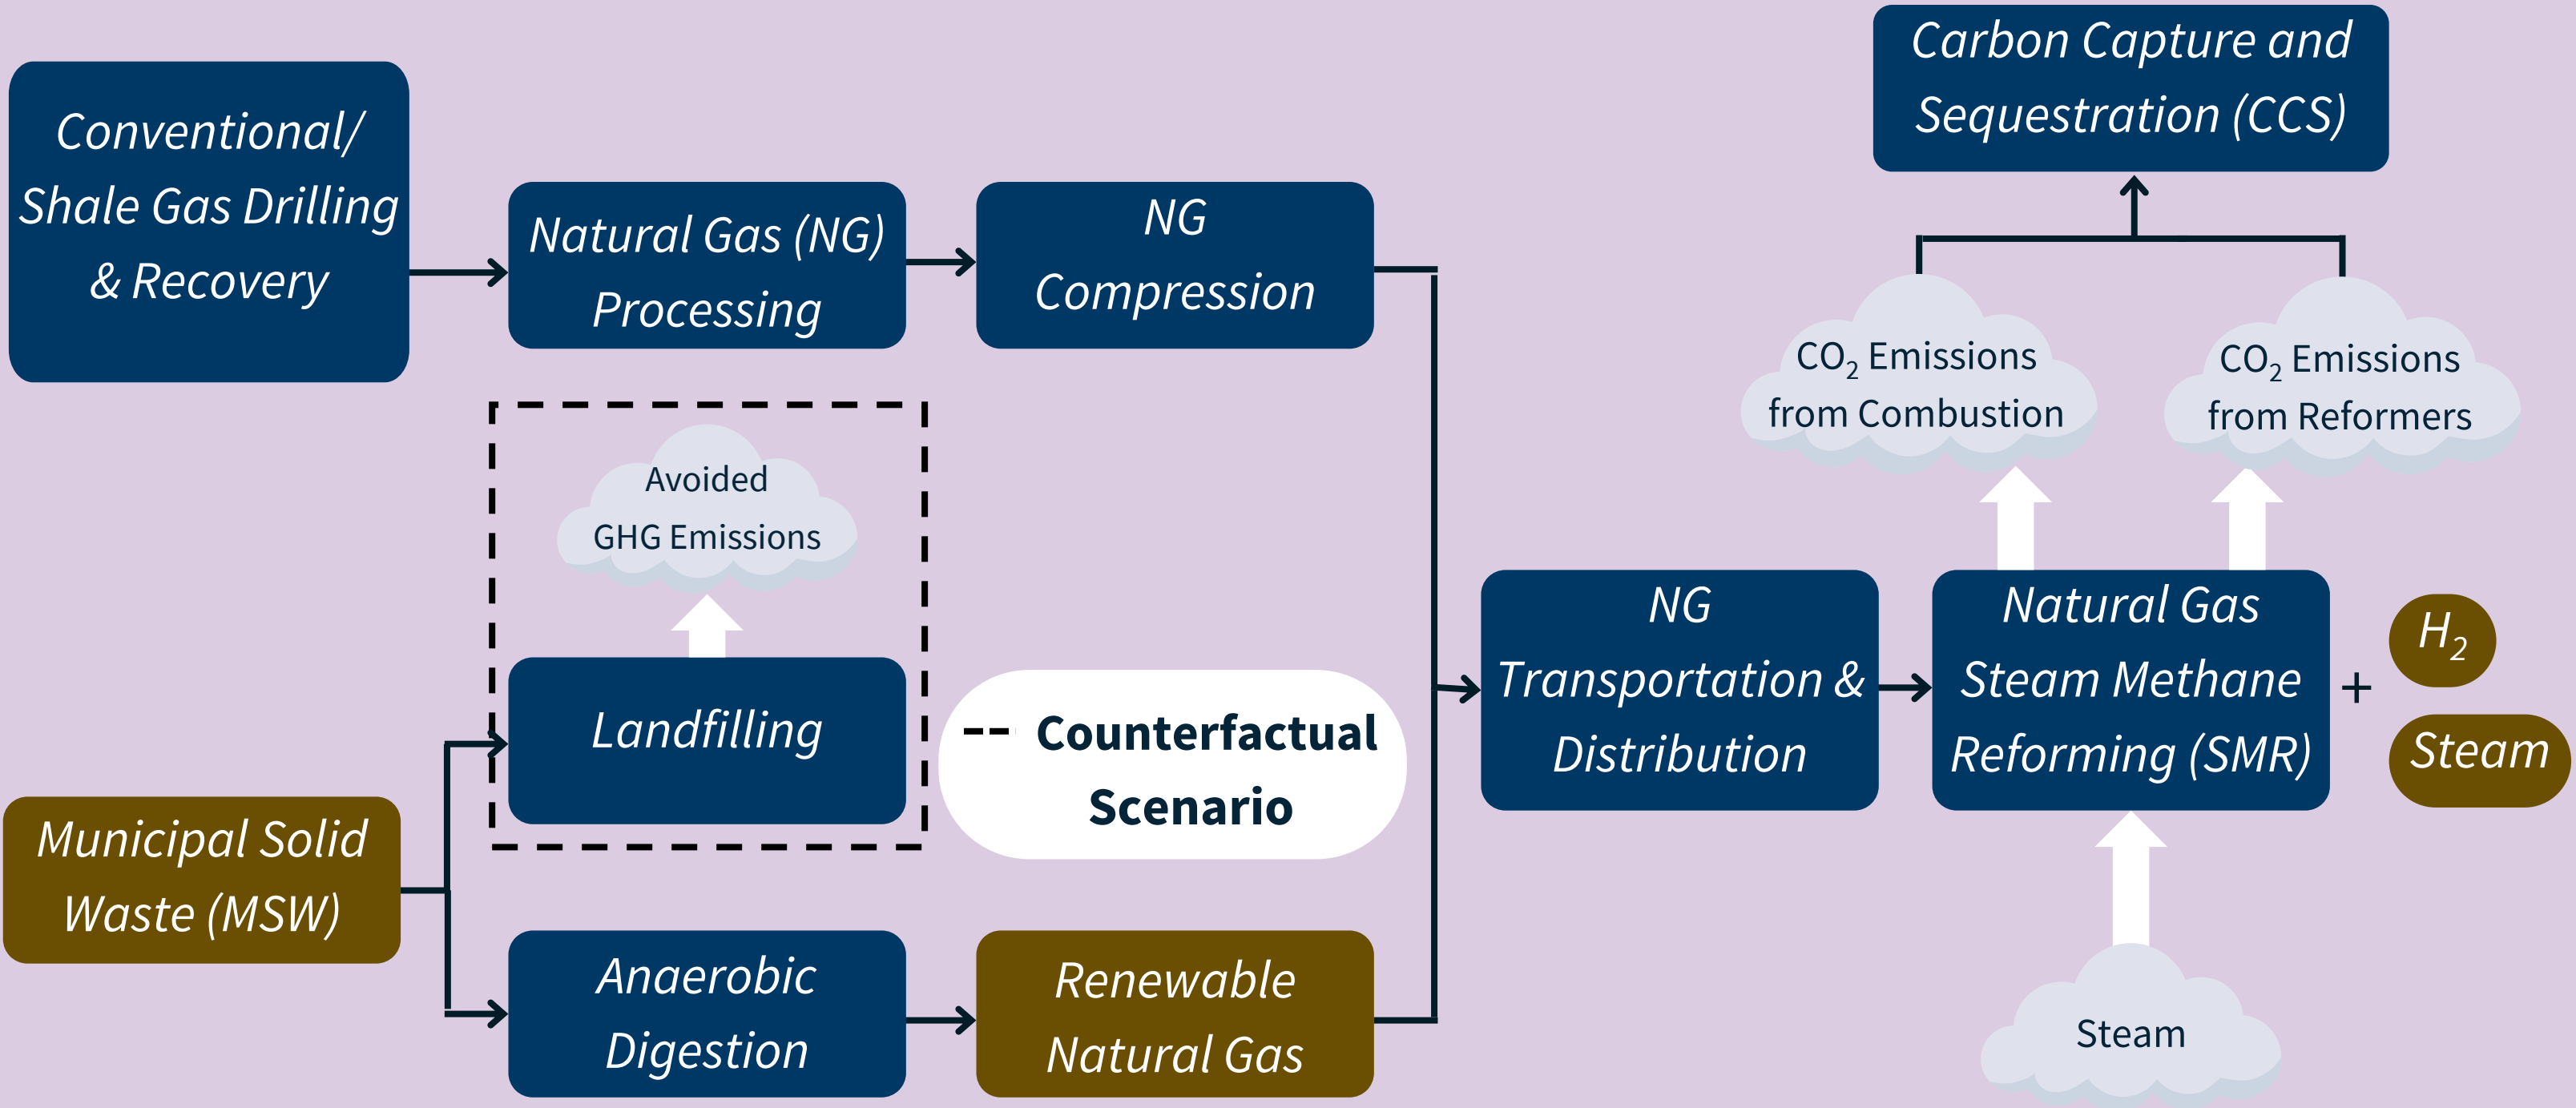 Conventional/
Shale Gas Drilling
& Recovery
Natural Gas (NG)
Processing
NG
Compression
Carbon Capture and
Sequestration (CCS)
CO₂ Emissions
from Combustion
CO₂ Emissions
from Reformers
Avoided
GHG Emissions
Landfilling
Counterfactual
Scenario
Municipal Solid
Waste (MSW)
Anaerobic
Digestion
Renewable
Natural Gas
NG
Transportation &
Distribution
Natural Gas
Steam Methane
Reforming (SMR)
+
H₂
Steam
Steam